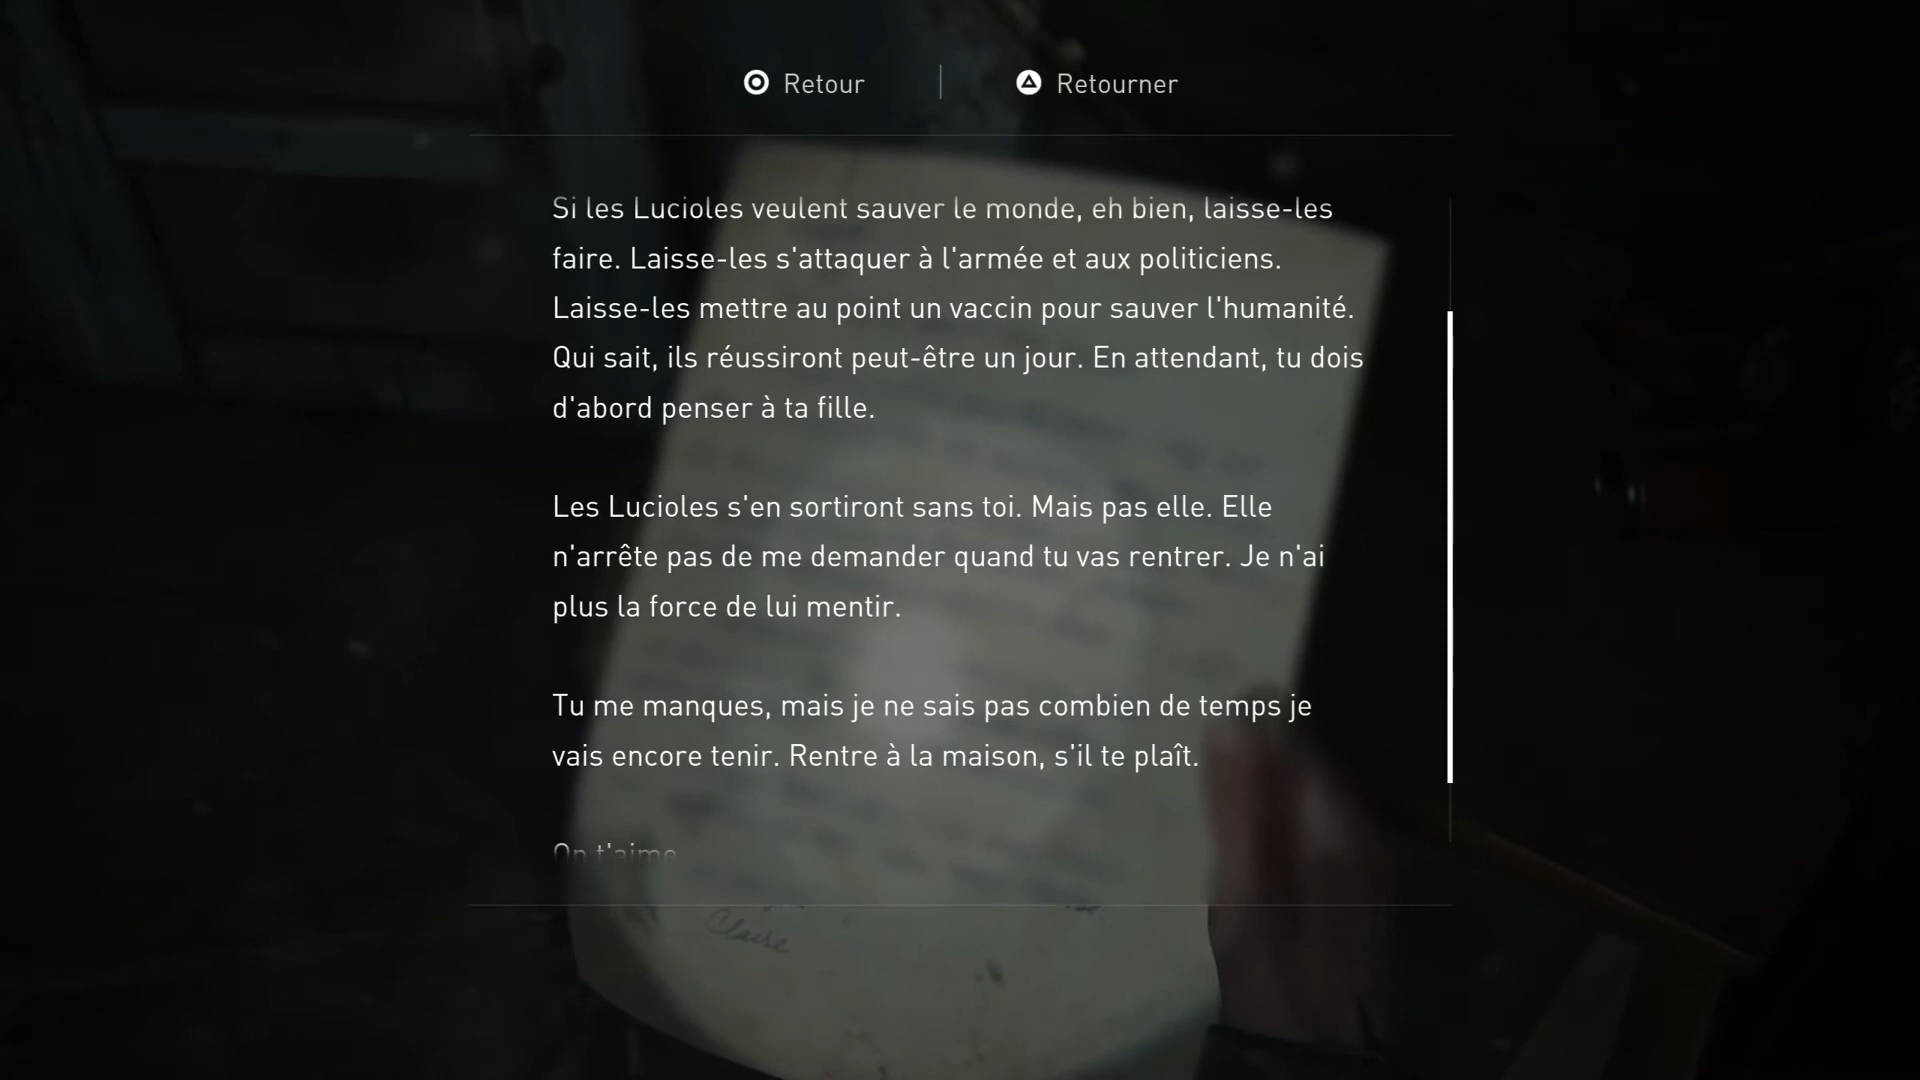 Retour
Retourner
Si les Lucioles veulent sauver le monde, eh bien, laisse-les
faire. Laisse-les s'attaquer à l'armée et aux politiciens.
Laisse-les mettre au point un vaccin pour sauver l'humanité.
Qui sait, ils réussiront peut-être un jour. En attendant, tu dois
d'abord penser à ta fille.
Les Lucioles s'en sortiront sans toi. Mais pas elle. Elle
n'arrête pas de me demander quand tu vas rentrer. Je n'ai
plus la force de lui mentir.
Tu me manques, mais je ne sais pas combien de temps je
vais encore tenir. Rentre à la maison, s'il te plaît.
On t'aime
Claire